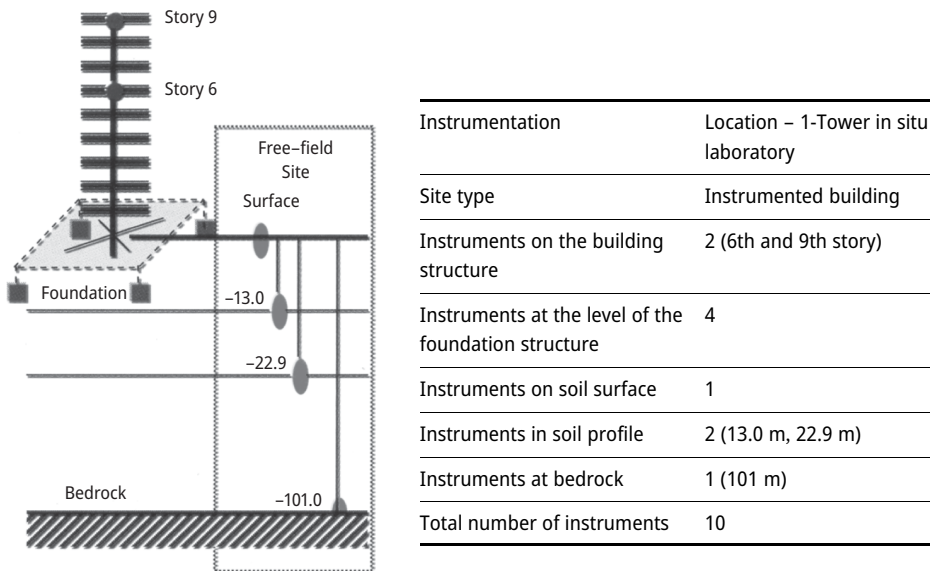 Story 9
Story 6
Free–field
Site
Surface
Foundation
–13.0
–22.9
Bedrock
–101.0
Instrumentation
Location – 1-Tower in situ
laboratory
Site type
Instrumented building
Instruments on the building
structure
2 (6th and 9th story)
Instruments at the level of the
foundation structure
4
Instruments on soil surface
1
Instruments in soil profile
2 (13.0 m, 22.9 m)
Instruments at bedrock
1 (101 m)
Total number of instruments
10